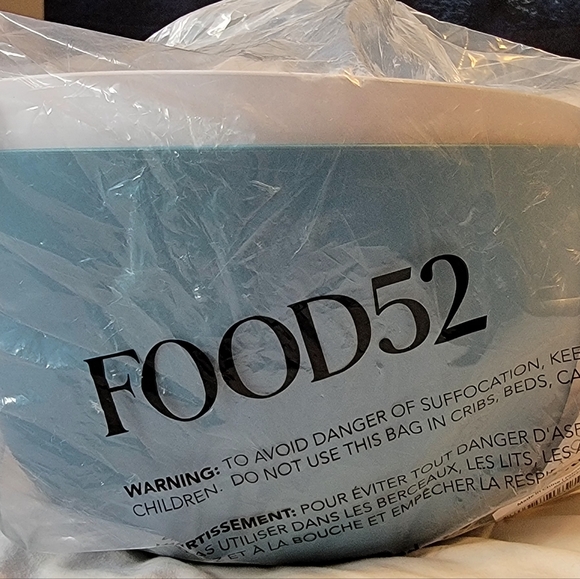 FOOD52
WARNING: TO AVOID DANGER OF SUFFOCATION, KEE
CHILDREN. DO NOT USE THIS BAG IN CRIBS, BEDS, CA
RTISSEMENT: POUR ÉVITER TOUT DANGER D'ASF
AS UTILISER DANS LES BERCEAUX, LES LITS, LES
ET À LA BOUCHE ET EMPÊCHER LA RESP